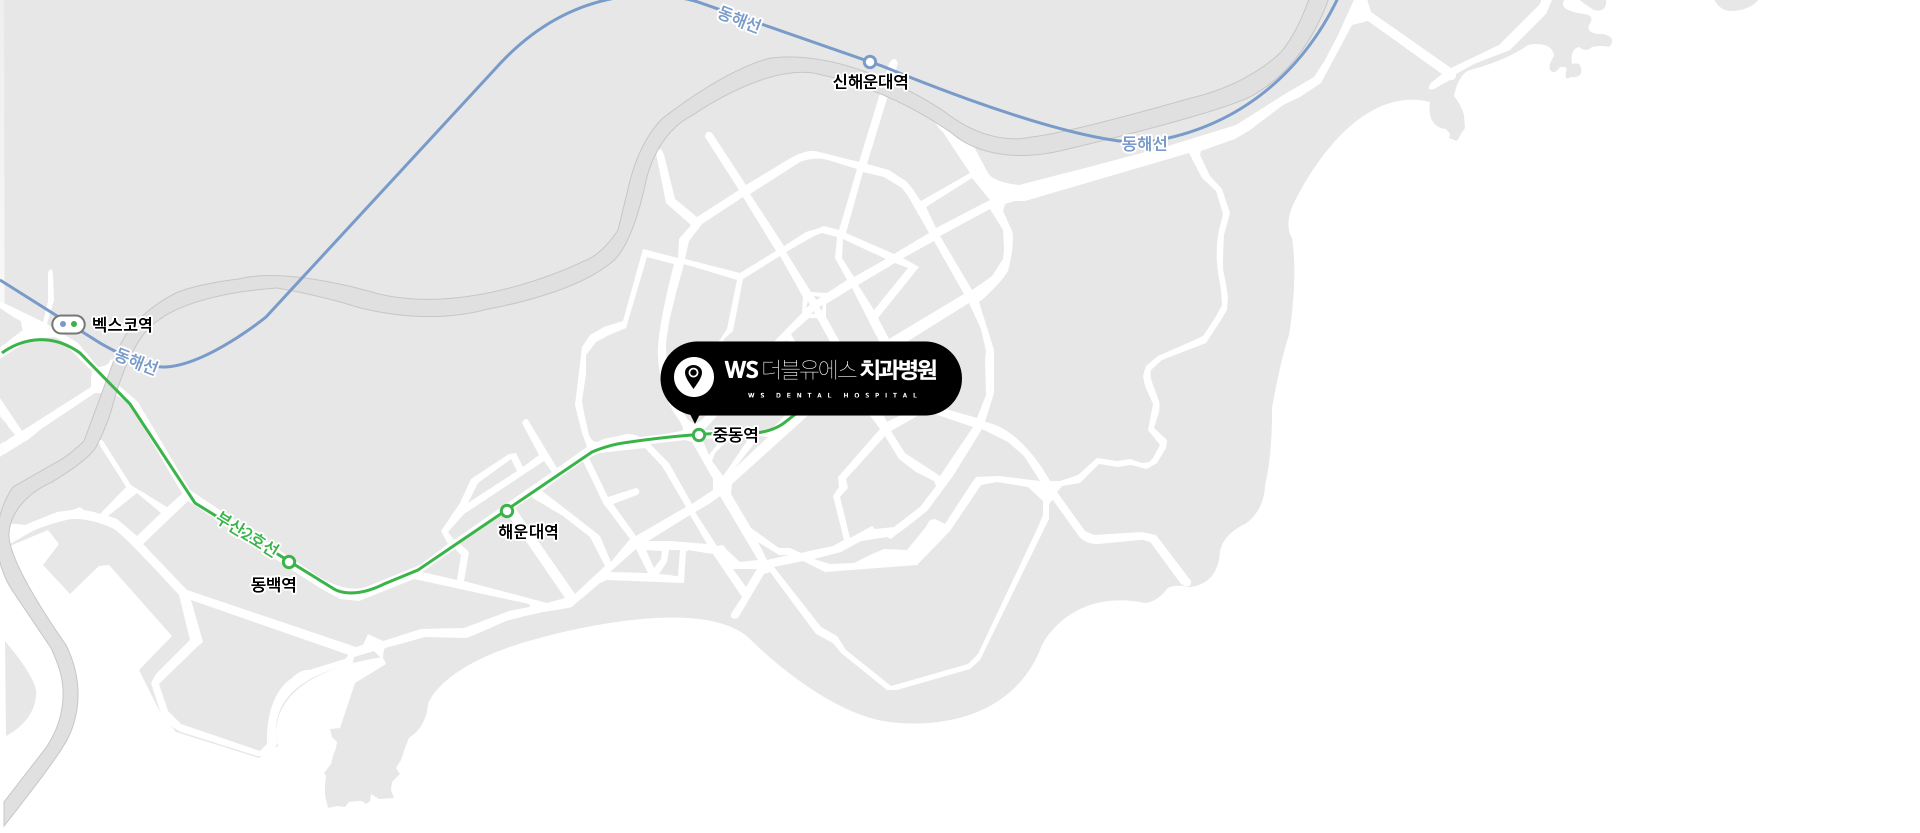 동해선
신해운대역
동해선
벡스코역
동해선
WS 더블유에스 치과병원
WS DENTAL HOSPITAL
중동역
부산2호선
해운대역
동백역